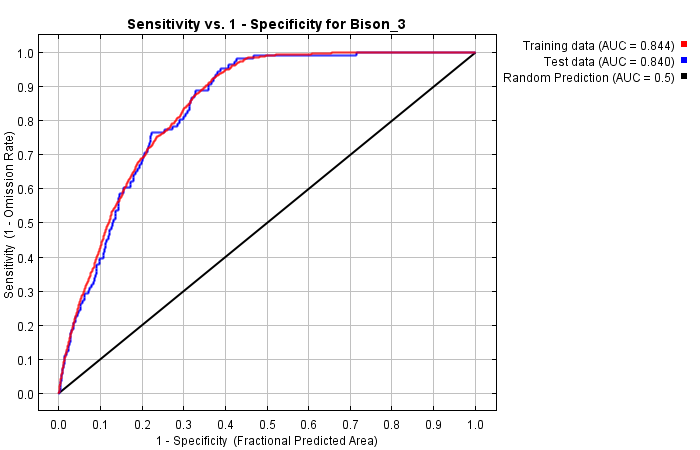 Sensitivity vs. 1 - Specificity for Bison_3
Training data (AUC = 0.844)
Test data (AUC = 0.840)
Random Prediction (AUC = 0.5)
Sensitivity (1 - Omission Rate)
1.0
0.9
0.8
0.7
0.6
0.5
0.4
0.3
0.2
0.1
0.0
0.0 0.1 0.2 0.3 0.4 0.5 0.6 0.7 0.8 0.9 1.0
1 - Specificity (Fractional Predicted Area)